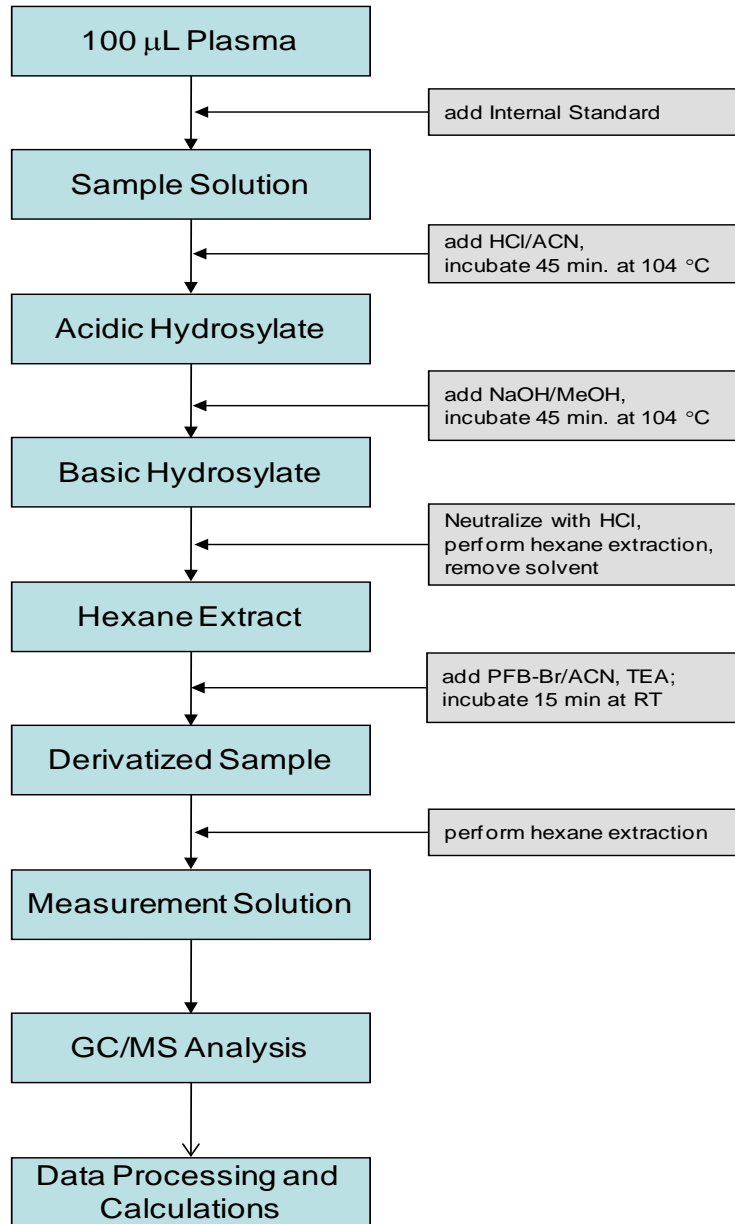 100 μL Plasma
add Internal Standard
Sample Solution
add HCl/ACN,
incubate 45 min. at 104 °C
Acidic Hydrosylate
add NaOH/MeOH,
incubate 45 min. at 104 °C
Basic Hydrosylate
Neutralize with HCl,
perform hexane extraction,
remove solvent
Hexane Extract
add PFB-Br/ACN, TEA;
incubate 15 min at RT
Derivatized Sample
perform hexane extraction
Measurement Solution
GC/MS Analysis
Data Processing and
Calculations